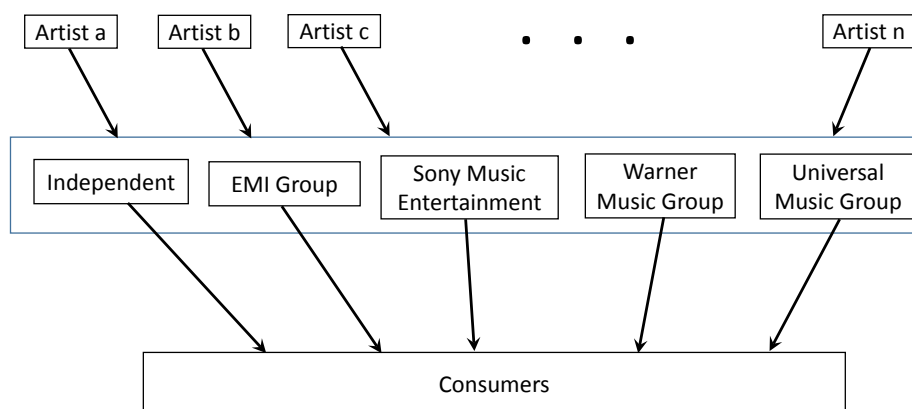 Artist a
Artist b
Artist c
. . .
Artist n
Independent
EMI Group
Sony Music
Entertainment
Warner
Music Group
Universal
Music Group
Consumers